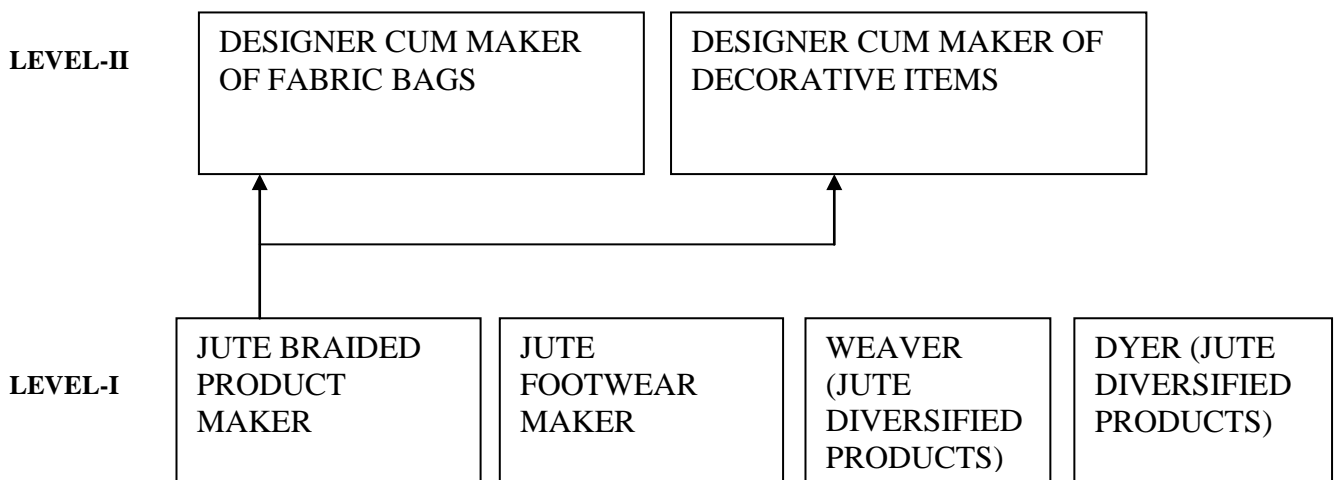 LEVEL-II
DESIGNER CUM MAKER
OF FABRIC BAGS
DESIGNER CUM MAKER OF
DECORATIVE ITEMS
LEVEL-I
JUTE BRAIDED
PRODUCT
MAKER
JUTE
FOOTWEAR
MAKER
WEAVER
(JUTE
DIVERSIFIED
PRODUCTS)
DYER (JUTE
DIVERSIFIED
PRODUCTS)